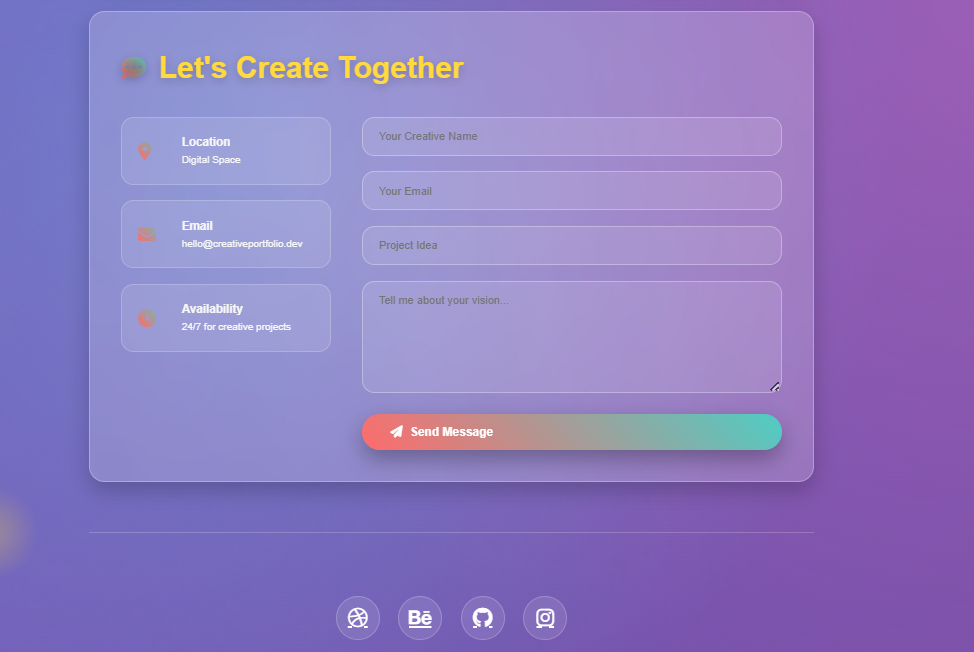 Let's Create Together
Location
Digital Space
Email
hello@creativeportfolio.dev
Availability
24/7 for creative projects
Your Creative Name
Your Email
Project Idea
Tell me about your vision...
Send Message
Bē